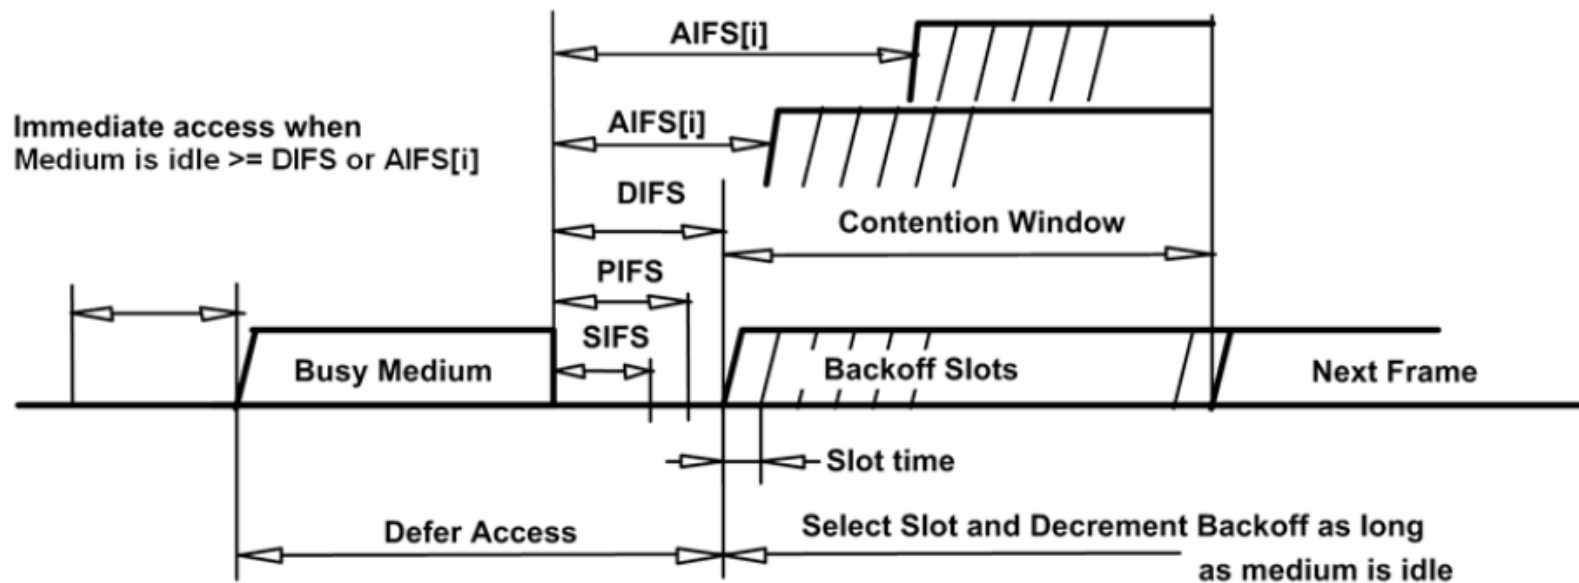 AIFS[i]
AIFS[i]
Immediate access when
Medium is idle >= DIFS or AIFS[i]
DIFS
Contention Window
PIFS
SIFS
Busy Medium
Backoff Slots
Next Frame
Slot time
Defer Access
Select Slot and Decrement Backoff as long
as medium is idle